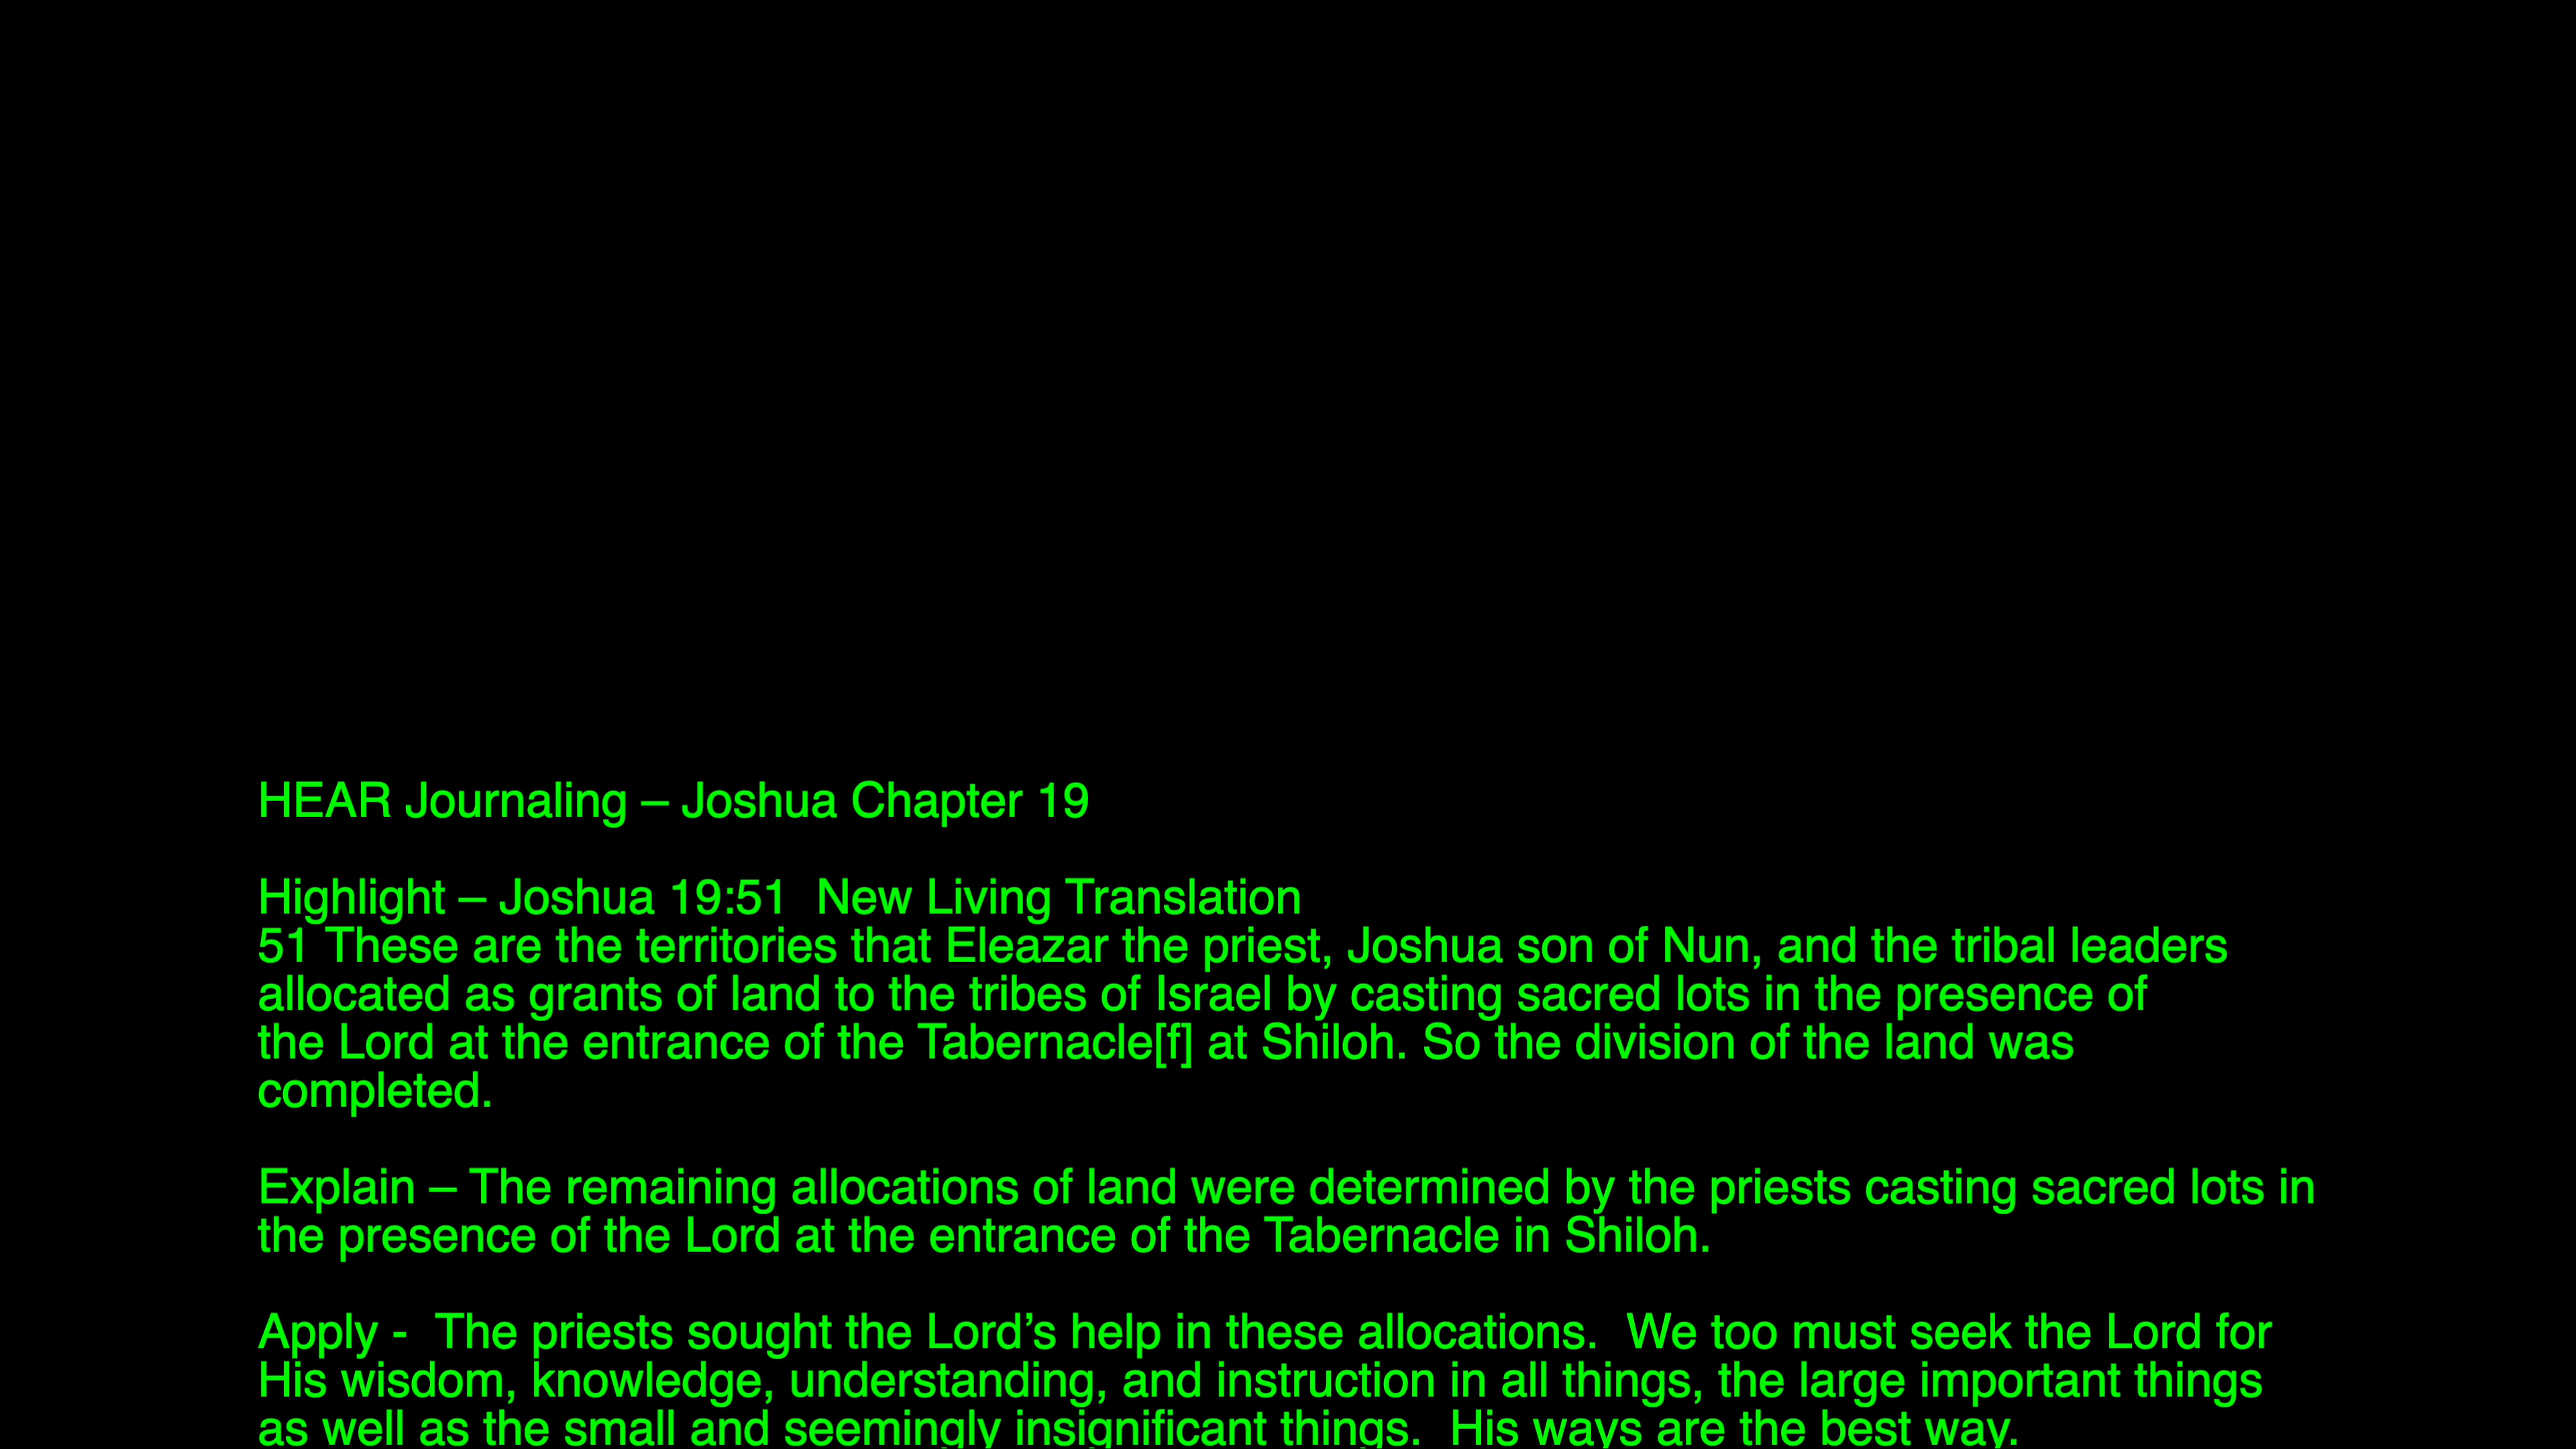 HEAR Journaling – Joshua Chapter 19
Highlight – Joshua 19:51  New Living Translation
51 These are the territories that Eleazar the priest, Joshua son of Nun, and the tribal leaders
allocated as grants of land to the tribes of Israel by casting sacred lots in the presence of
the Lord at the entrance of the Tabernacle[f] at Shiloh. So the division of the land was
completed.
Explain – The remaining allocations of land were determined by the priests casting sacred lots in
the presence of the Lord at the entrance of the Tabernacle in Shiloh.
Apply -  The priests sought the Lord’s help in these allocations.  We too must seek the Lord for
His wisdom, knowledge, understanding, and instruction in all things, the large important things
as well as the small and seemingly insignificant things.  His ways are the best way.